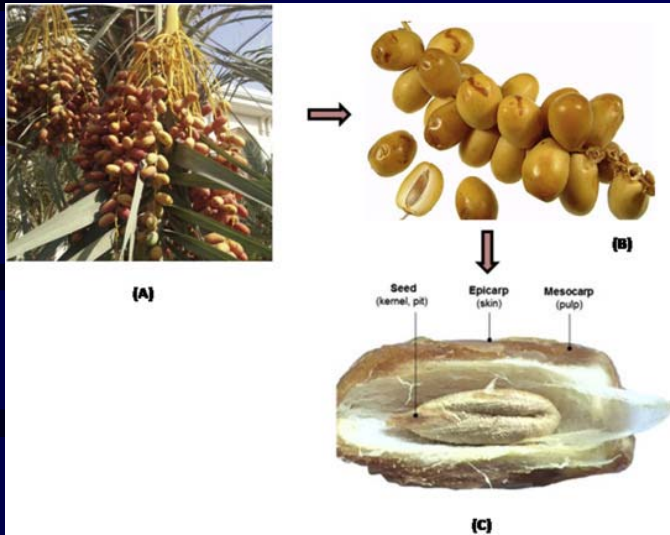 (A)
(B)
Seed Epicarp Mesocarp
(kernel, pit) (skin) (pulp)
(C)